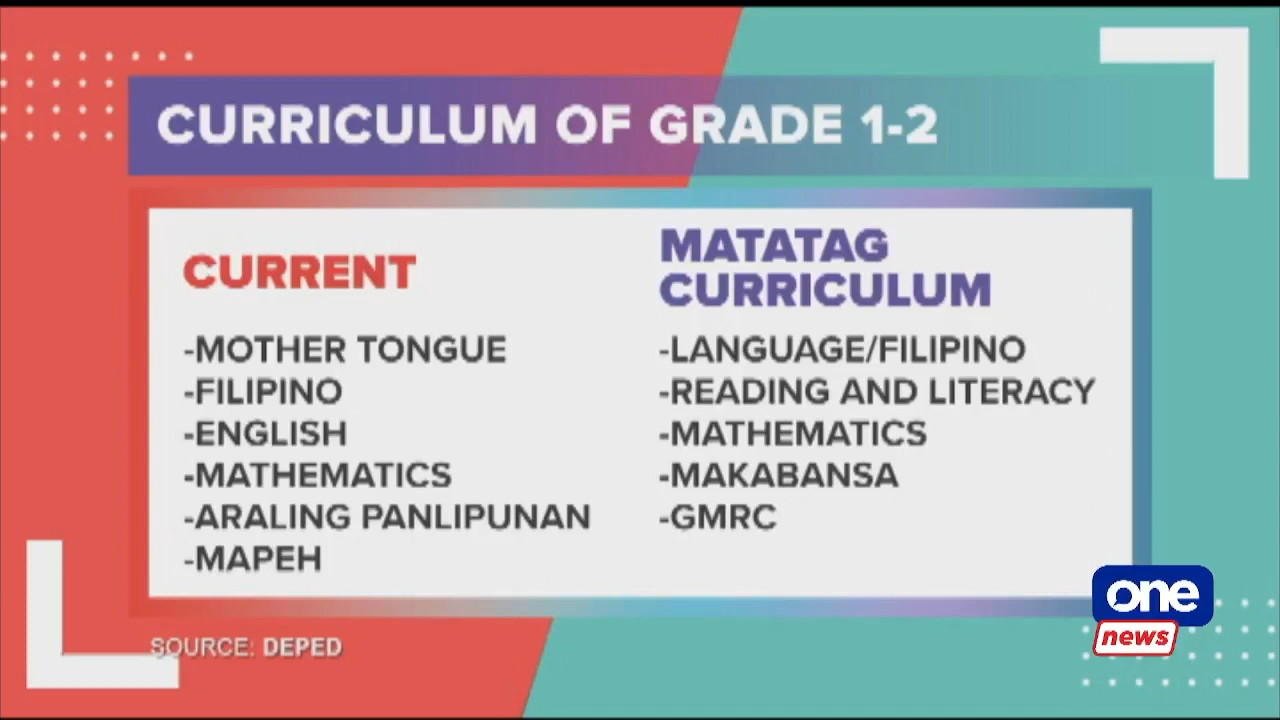 CURRICULUM OF GRADE 1-2
CURRENT
-MOTHER TONGUE
-FILIPINO
-ENGLISH
-MATHEMATICS
-ARALING PANLIPUNAN
-MAPEH
MATATAG
CURRICULUM
-LANGUAGE/FILIPINO
-READING AND LITERACY
-MATHEMATICS
-MAKABANSA
-GMRC
SOURCE: DEPED
one
news